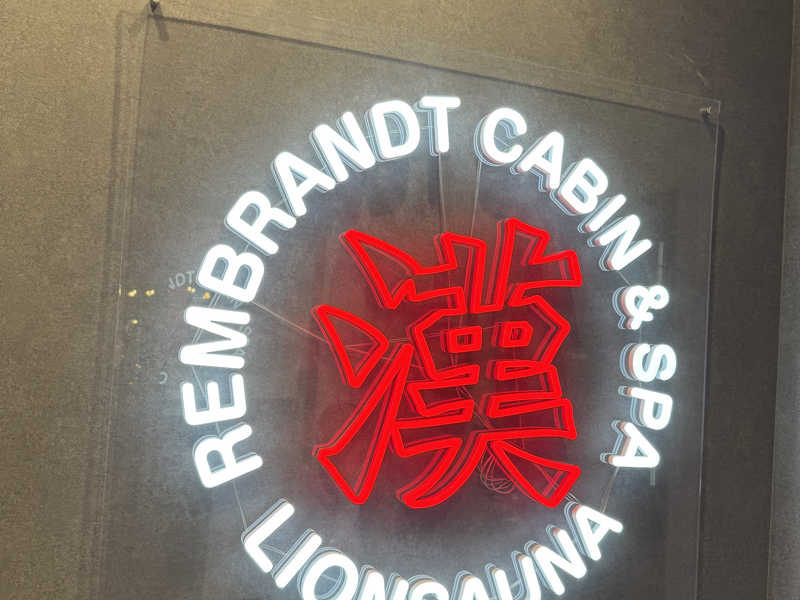 REMBRANDT CABIN & SPA
漢
LIONSAUNA